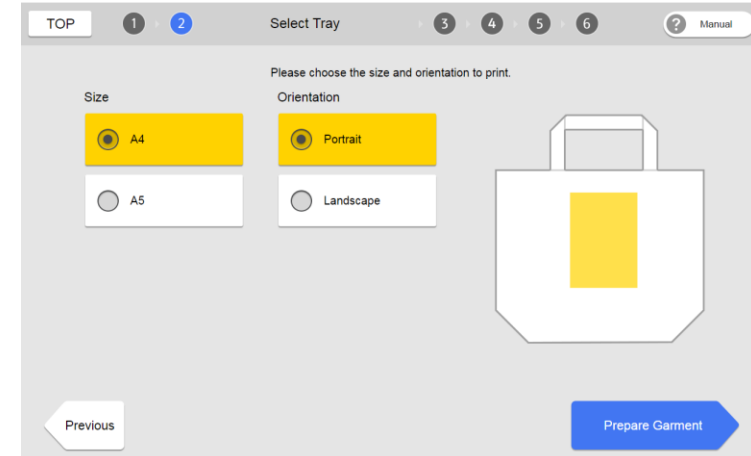 TOP 1 2 Select Tray 3 4 5 6 ? Manual
Please choose the size and orientation to print.
Size Orientation
A4 Portrait
A5 Landscape
Previous Prepare Garment